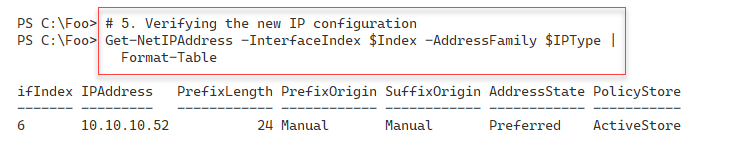 PS C:\Foo> # 5. Verifying the new IP configuration
PS C:\Foo> Get-NetIPAddress -InterfaceIndex $Index -AddressFamily $IPType |
Format-Table
ifIndex IPAddress PrefixLength PrefixOrigin SuffixOrigin AddressState PolicyStore
------- --------- ------------ ------------ ------------ ------------ -----------
6 10.10.10.52 24 Manual Manual Preferred ActiveStore